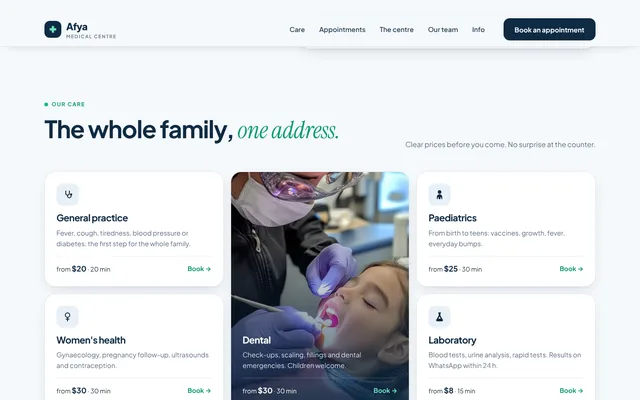 Afya
MEDICAL CENTRE
Care
Appointments
The centre
Our team
Info
Book an appointment
OUR CARE
The whole family, one address.
Clear prices before you come. No surprise at the counter.
General practice
Fever, cough, tiredness, blood pressure or
diabetes: the first step for the whole family.
from $20 · 20 min
Book →
Dental
Check-ups, scaling, fillings and dental
emergencies. Children welcome.
from $30 · 30 min
Book →
Paediatrics
From birth to teens: vaccines, growth, fever,
everyday bumps.
from $25 · 30 min
Book →
Women's health
Gynaecology, pregnancy follow-up, ultrasounds
and contraception.
from $30 · 30 min
Book →
Laboratory
Blood tests, urine analysis, rapid tests. Results on
WhatsApp within 24 h.
from $8 · 15 min
Book →